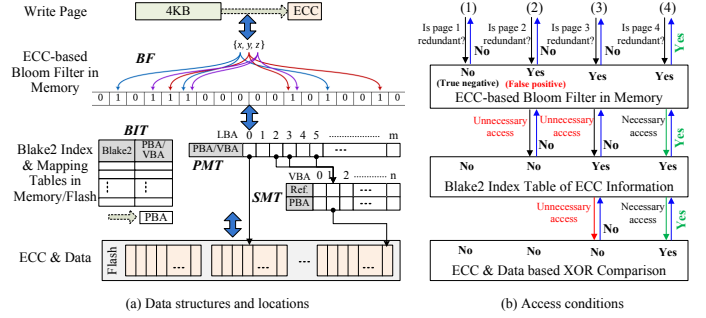 Write Page
4KB
ECC
{x, y, z}
ECC-based
Bloom Filter in
Memory
BF
0 1 0 1 0 1 0 0 1 0 1 0 1 0 0 1 0 1 0 0
BIT
Blake2 Index
& Mapping
Tables in
Memory/Flash
Blake2
PBA/
VBA
PBA
LBA 0 1 2 3 4 5 ................... m
PBA/VBA
PMT
VBA 0 1 2 .............. n
SMT
Ref.
PBA
ECC & Data
Flash
(a) Data structures and locations
(1) (2) (3) (4)
Is page 1
redundant?
No
Is page 2
redundant?
No
Is page 3
redundant?
No
Is page 4
redundant?
Yes
No
(True negative)
Yes
(False positive)
Yes
Yes
ECC-based Bloom Filter in Memory
Unnecessary
access
No
Unnecessary
access
No
Necessary
access
Yes
No No Yes Yes
Blake2 Index Table of ECC Information
Unnecessary
access
No
Necessary
access
Yes
No No No Yes
ECC & Data based XOR Comparison
(b) Access conditions